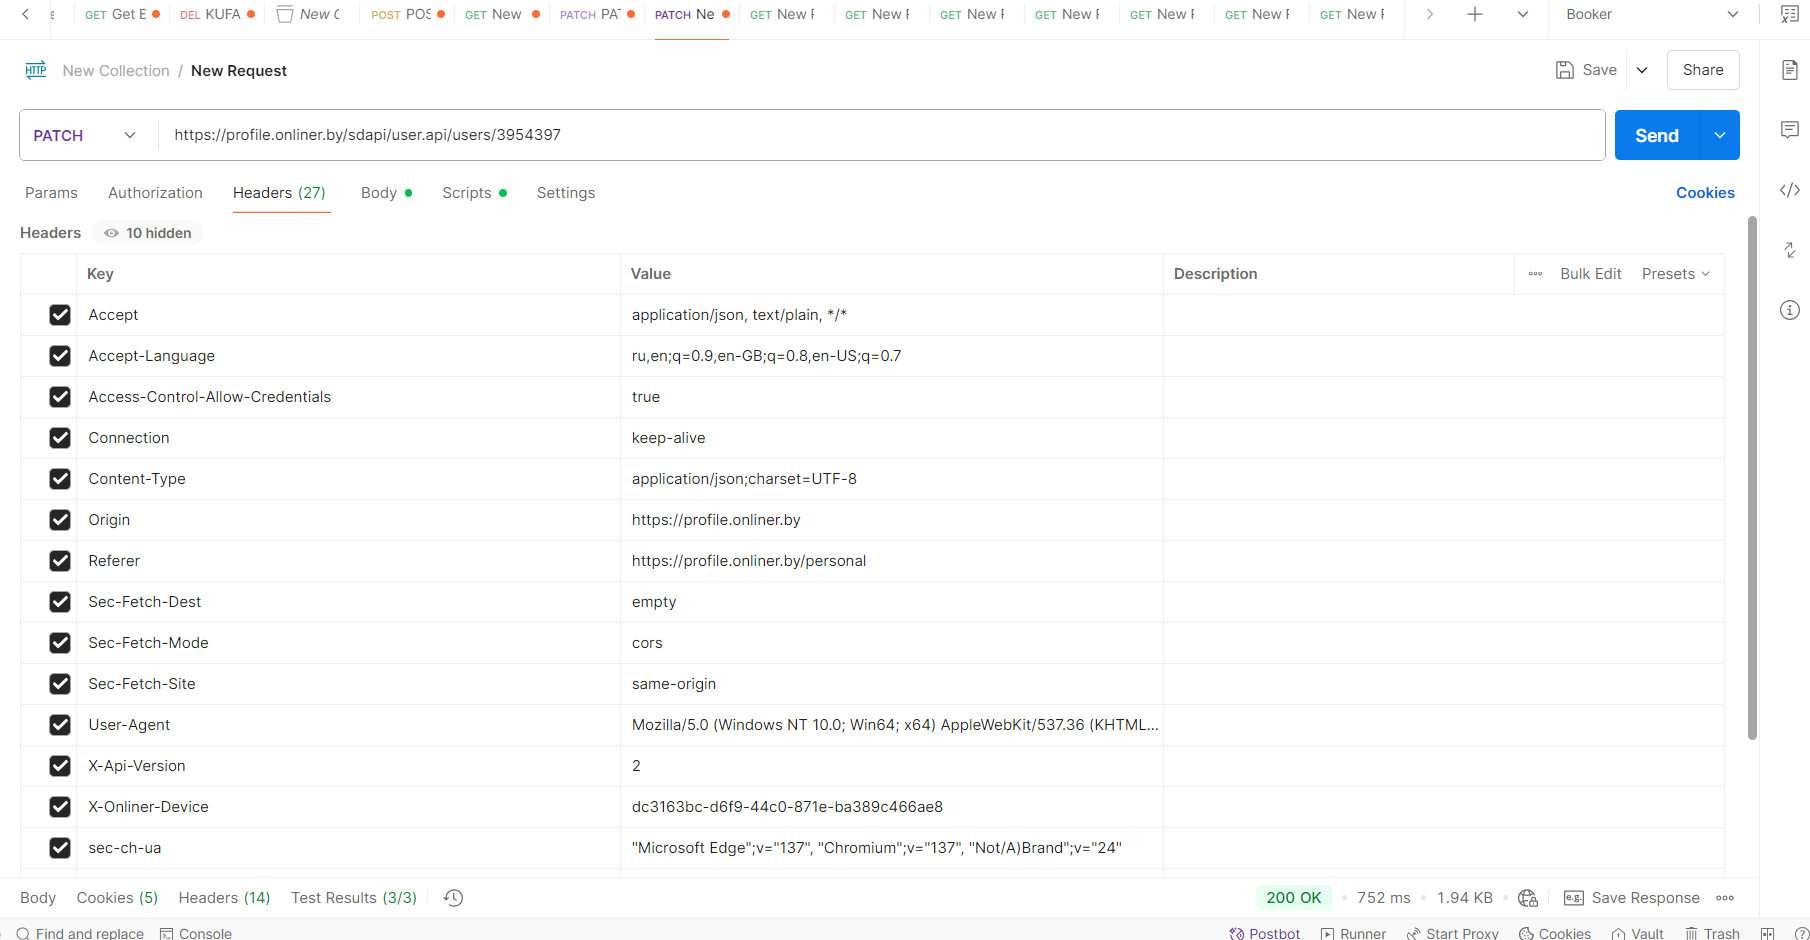 GET Get E DEL KUFA New C POST POS GET New PATCH PAT PATCH Ne GET New F GET New F GET New F GET New F GET New F GET New F GET New F Booker
HTTP New Collection / New Request Save Share
PATCH https://profile.onliner.by/sdapi/user.api/users/3954397 Send
Params Authorization Headers (27) Body Scripts Settings Cookies
Headers 10 hidden
Key Value Description Bulk Edit Presets
Accept application/json, text/plain, */*
Accept-Language ru,en;q=0.9,en-GB;q=0.8,en-US;q=0.7
Access-Control-Allow-Credentials true
Connection keep-alive
Content-Type application/json;charset=UTF-8
Origin https://profile.onliner.by
Referer https://profile.onliner.by/personal
Sec-Fetch-Dest empty
Sec-Fetch-Mode cors
Sec-Fetch-Site same-origin
User-Agent Mozilla/5.0 (Windows NT 10.0; Win64; x64) AppleWebKit/537.36 (KHTML...
X-Api-Version 2
X-Onliner-Device dc3163bc-d6f9-44c0-871e-ba389c466ae8
sec-ch-ua "Microsoft Edge";v="137", "Chromium";v="137", "Not/A)Brand";v="24"
Body Cookies (5) Headers (14) Test Results (3/3) 200 OK 752 ms 1.94 KB e.g. Save Response
Find and replace Console Postbot Runner Start Proxy Cookies Vault Trash